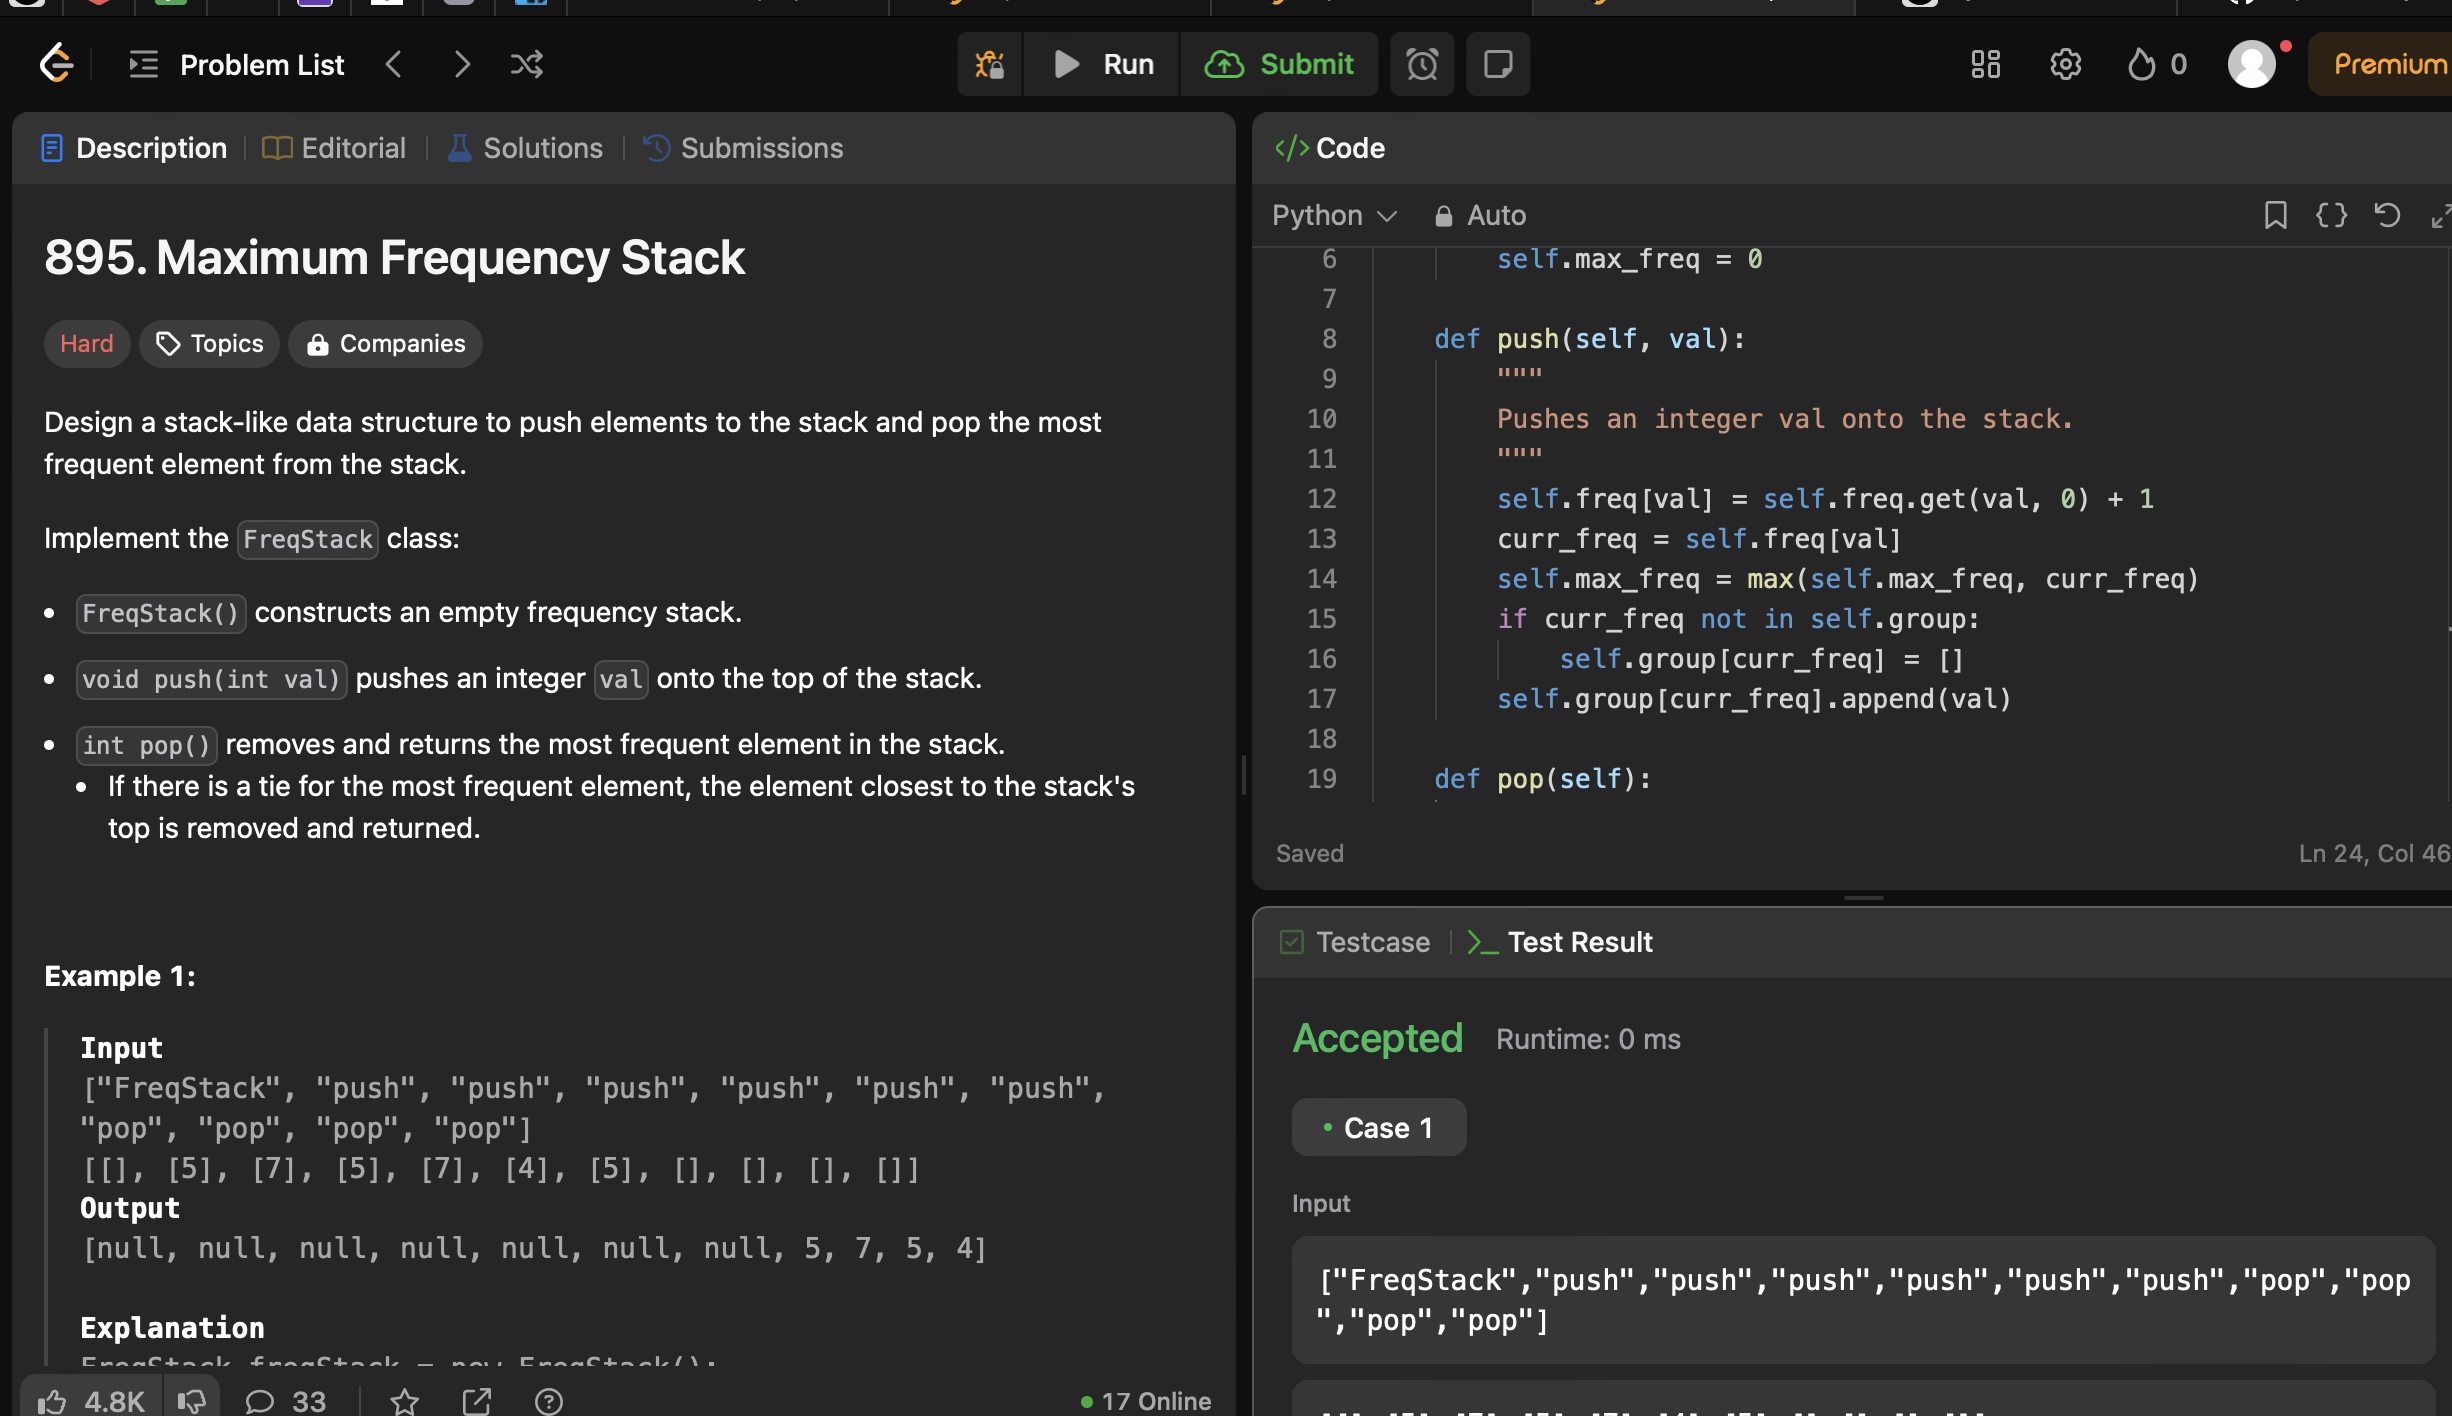 Problem List
Run
Submit
0
Premium
Description
Editorial
Solutions
Submissions
895. Maximum Frequency Stack
Hard
Topics
Companies
Design a stack-like data structure to push elements to the stack and pop the most
frequent element from the stack.
Implement the FreqStack class:
• FreqStack() constructs an empty frequency stack.
• void push(int val) pushes an integer val onto the top of the stack.
• int pop() removes and returns the most frequent element in the stack.
• If there is a tie for the most frequent element, the element closest to the stack's
top is removed and returned.
Example 1:
Input
["FreqStack", "push", "push", "push", "push", "push", "push",
"pop", "pop", "pop", "pop"]
[[], [5], [7], [5], [7], [4], [5], [], [], [], []]
Output
[null, null, null, null, null, null, null, 5, 7, 5, 4]
Explanation
FreqStack freqStack = new FreqStack();
4.8K
33
17 Online
</> Code
Python
Auto
{}
6 self.max_freq = 0
7
8 def push(self, val):
9 """
10 Pushes an integer val onto the stack.
11 """
12 self.freq[val] = self.freq.get(val, 0) + 1
13 curr_freq = self.freq[val]
14 self.max_freq = max(self.max_freq, curr_freq)
15 if curr_freq not in self.group:
16 self.group[curr_freq] = []
17 self.group[curr_freq].append(val)
18
19 def pop(self):
Saved
Ln 24, Col 46
Testcase
>_ Test Result
Accepted
Runtime: 0 ms
• Case 1
Input
["FreqStack","push","push","push","push","push","push","pop","pop
","pop","pop"]